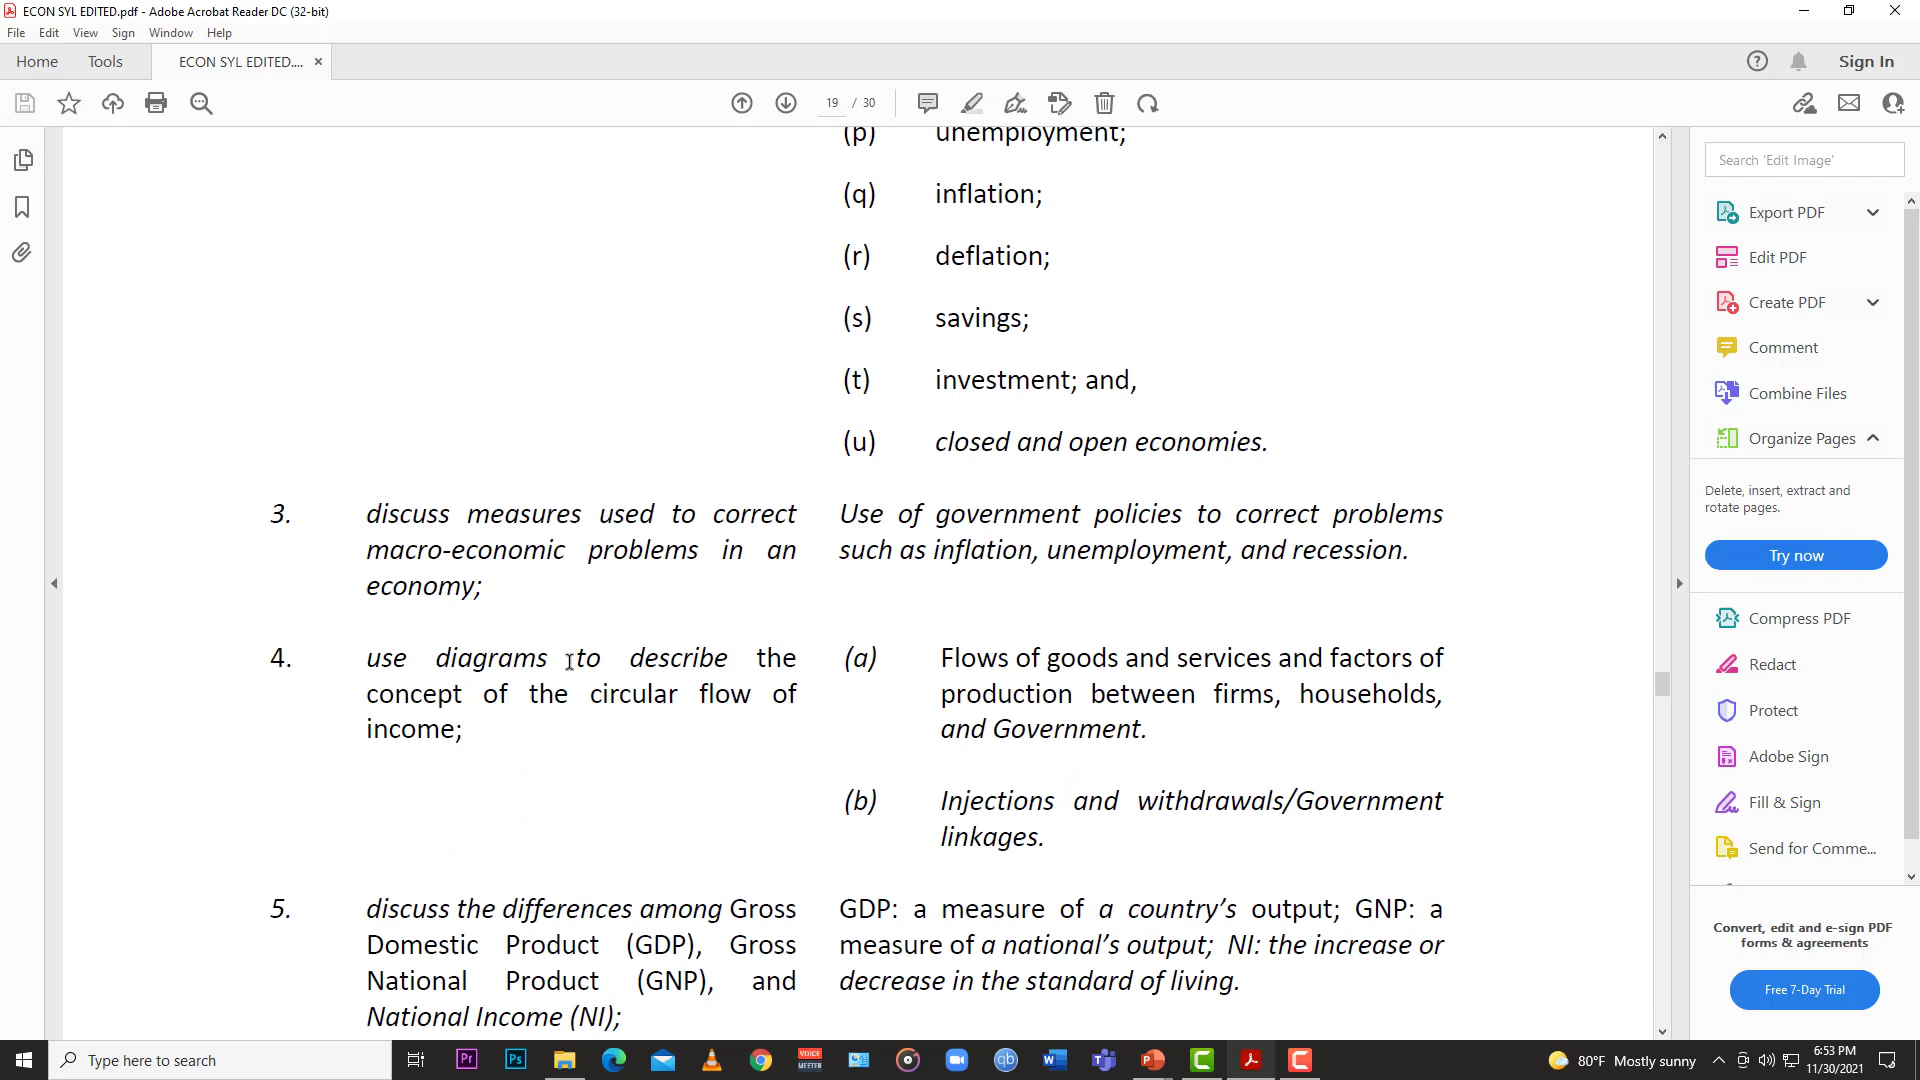 ECON SYL EDITED.pdf - Adobe Acrobat Reader DC (32-bit)
File Edit View Sign Window Help
Home Tools ECON SYL EDITED.... × Sign In
19 / 30
(p) unemployment;
(q) inflation;
(r) deflation;
(s) savings;
(t) investment; and,
(u) closed and open economies.
3. discuss measures used to correct Use of government policies to correct problems
macro-economic problems in an such as inflation, unemployment, and recession.
economy;
4. use diagrams to describe the (a) Flows of goods and services and factors of
concept of the circular flow of production between firms, households,
income; and Government.
(b) Injections and withdrawals/Government
linkages.
5. discuss the differences among Gross GDP: a measure of a country's output; GNP: a
Domestic Product (GDP), Gross measure of a national's output; NI: the increase or
National Product (GNP), and decrease in the standard of living.
National Income (NI);
Search 'Edit Image'
Export PDF
Edit PDF
Create PDF
Comment
Combine Files
Organize Pages
Delete, insert, extract and
rotate pages.
Try now
Compress PDF
Redact
Protect
Adobe Sign
Fill & Sign
Send for Comme...
Convert, edit and e-sign PDF
forms & agreements
Free 7-Day Trial
Type here to search
Pr
Ps
VOICE
MEETER
qb
80°F Mostly sunny
6:53 PM
11/30/2021